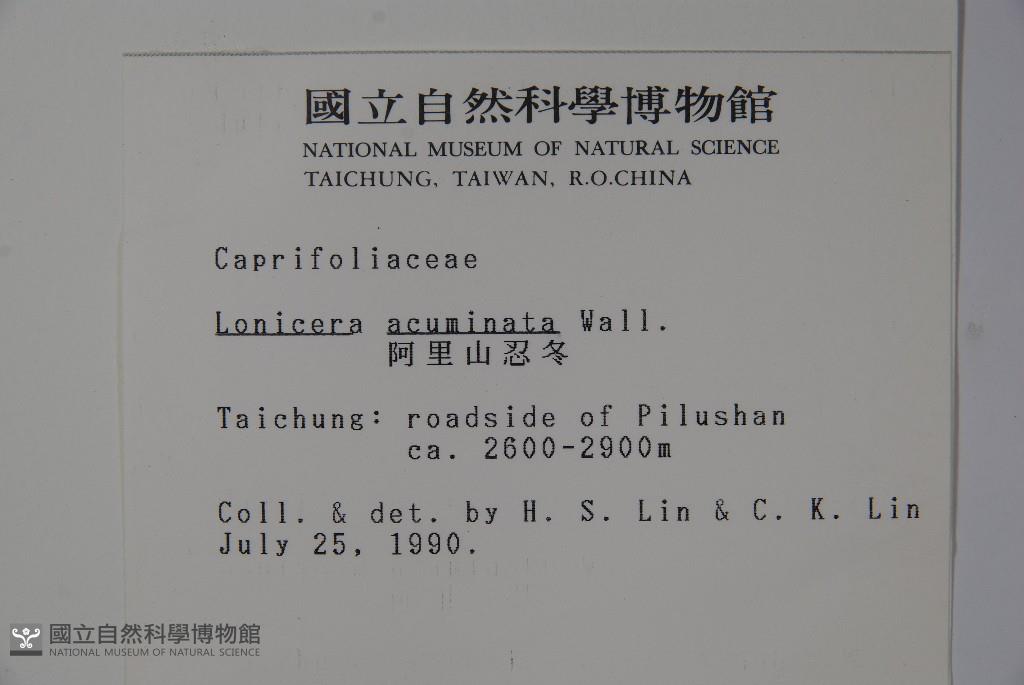 國立自然科學博物館
NATIONAL MUSEUM OF NATURAL SCIENCE
TAICHUNG, TAIWAN, R.O.CHINA
Caprifoliaceae
Lonicera acuminata Wall.
阿里山忍冬
Taichung: roadside of Pilushan
ca. 2600-2900m
Coll. & det. by H. S. Lin & C. K. Lin
July 25, 1990.
國立自然科學博物館
NATIONAL MUSEUM OF NATURAL SCIENCE